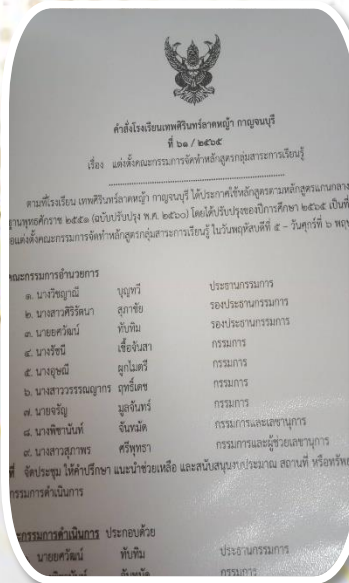 คำสั่งโรงเรียนเทพศิรินทร์ลาดหญ้า กาญจนบุรี
ที่ ๖๑ / ๒๕๖๕
เรื่อง แต่งตั้งคณะกรรมการจัดทำหลักสูตรกลุ่มสาระการเรียนรู้
ตามที่โรงเรียน เทพศิรินทร์ลาดหญ้า กาญจนบุรี ได้ประกาศใช้หลักสูตรตามหลักสูตรแกนกลาง
ฐานพุทธศักราช ๒๕๕๑ (ฉบับปรับปรุง พ.ศ. ๒๕๖๐) โดยได้ปรับปรุงของปีการศึกษา ๒๕๖๕ เป็นที่
อแต่งตั้งคณะกรรมการจัดทำหลักสูตรกลุ่มสาระการเรียนรู้ ในวันพฤหัสบดีที่ ๕ – วันศุกร์ที่ ๖ พฤษ
คณะกรรมการอำนวยการ
๑. นางวิชญาณี บุญทวี ประธานกรรมการ
๒. นางสาวศิริรัตนา สุภาชัย รองประธานกรรมการ
๓. นายยศวัฒน์ ทับทิม รองประธานกรรมการ
๔. นางรัชนี เชื้อจันสา กรรมการ
๕. นางอุษณี ผูกไมตรี กรรมการ
๖. นางสาววรรณญากร ฤทธิ์เดช กรรมการ
๗. นายจรัญ มูลจันทร์ กรรมการ
๘. นางพิชานันท์ จันทมัด กรรมการและเลขานุการ
๙. นางสาวสุภาพร ศรีพุทธา กรรมการและผู้ช่วยเลขานุการ
ที่ จัดประชุม ให้คำปรึกษา แนะนำช่วยเหลือ และสนับสนุนงบประมาณ สถานที่ หรือทรัพย
กรรมการดำเนินการ
ะกรรมการดำเนินการ ประกอบด้วย
นายยศวัฒน์ ทับทิม ประธานกรรมการ
กรรมการ